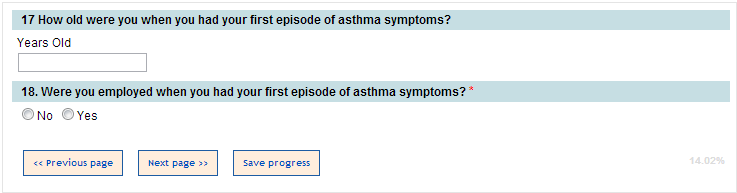 17 How old were you when you had your first episode of asthma symptoms?
Years Old
18. Were you employed when you had your first episode of asthma symptoms? *
No Yes
<< Previous page Next page >> Save progress 14.02%